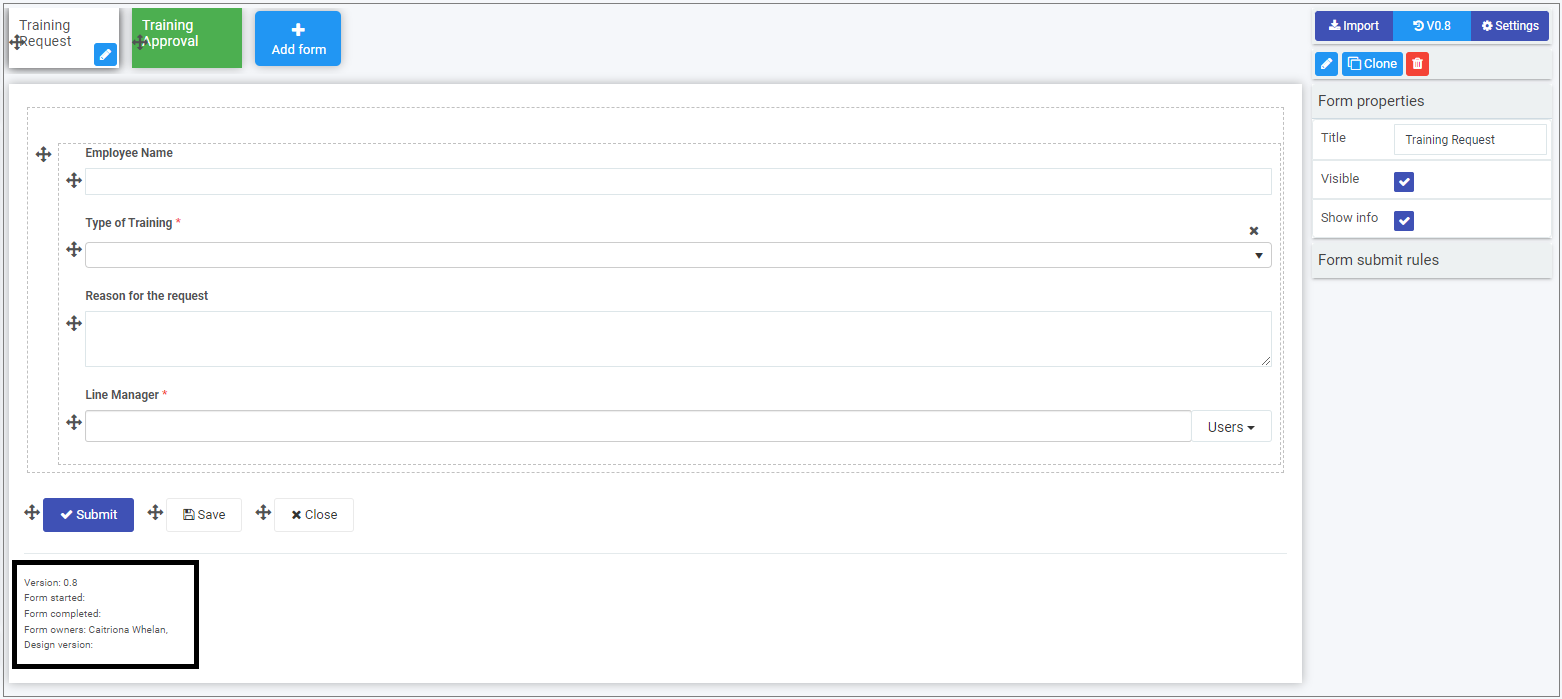 Training
Request
Training
Approval
Add form
Import
V0.8
Settings
Clone
Form properties
Title
Training Request
Visible
Show info
Form submit rules
Employee Name
Type of Training *
Reason for the request
Line Manager *
Users
Submit
Save
Close
Version: 0.8
Form started:
Form completed:
Form owners: Caitriona Whelan,
Design version: